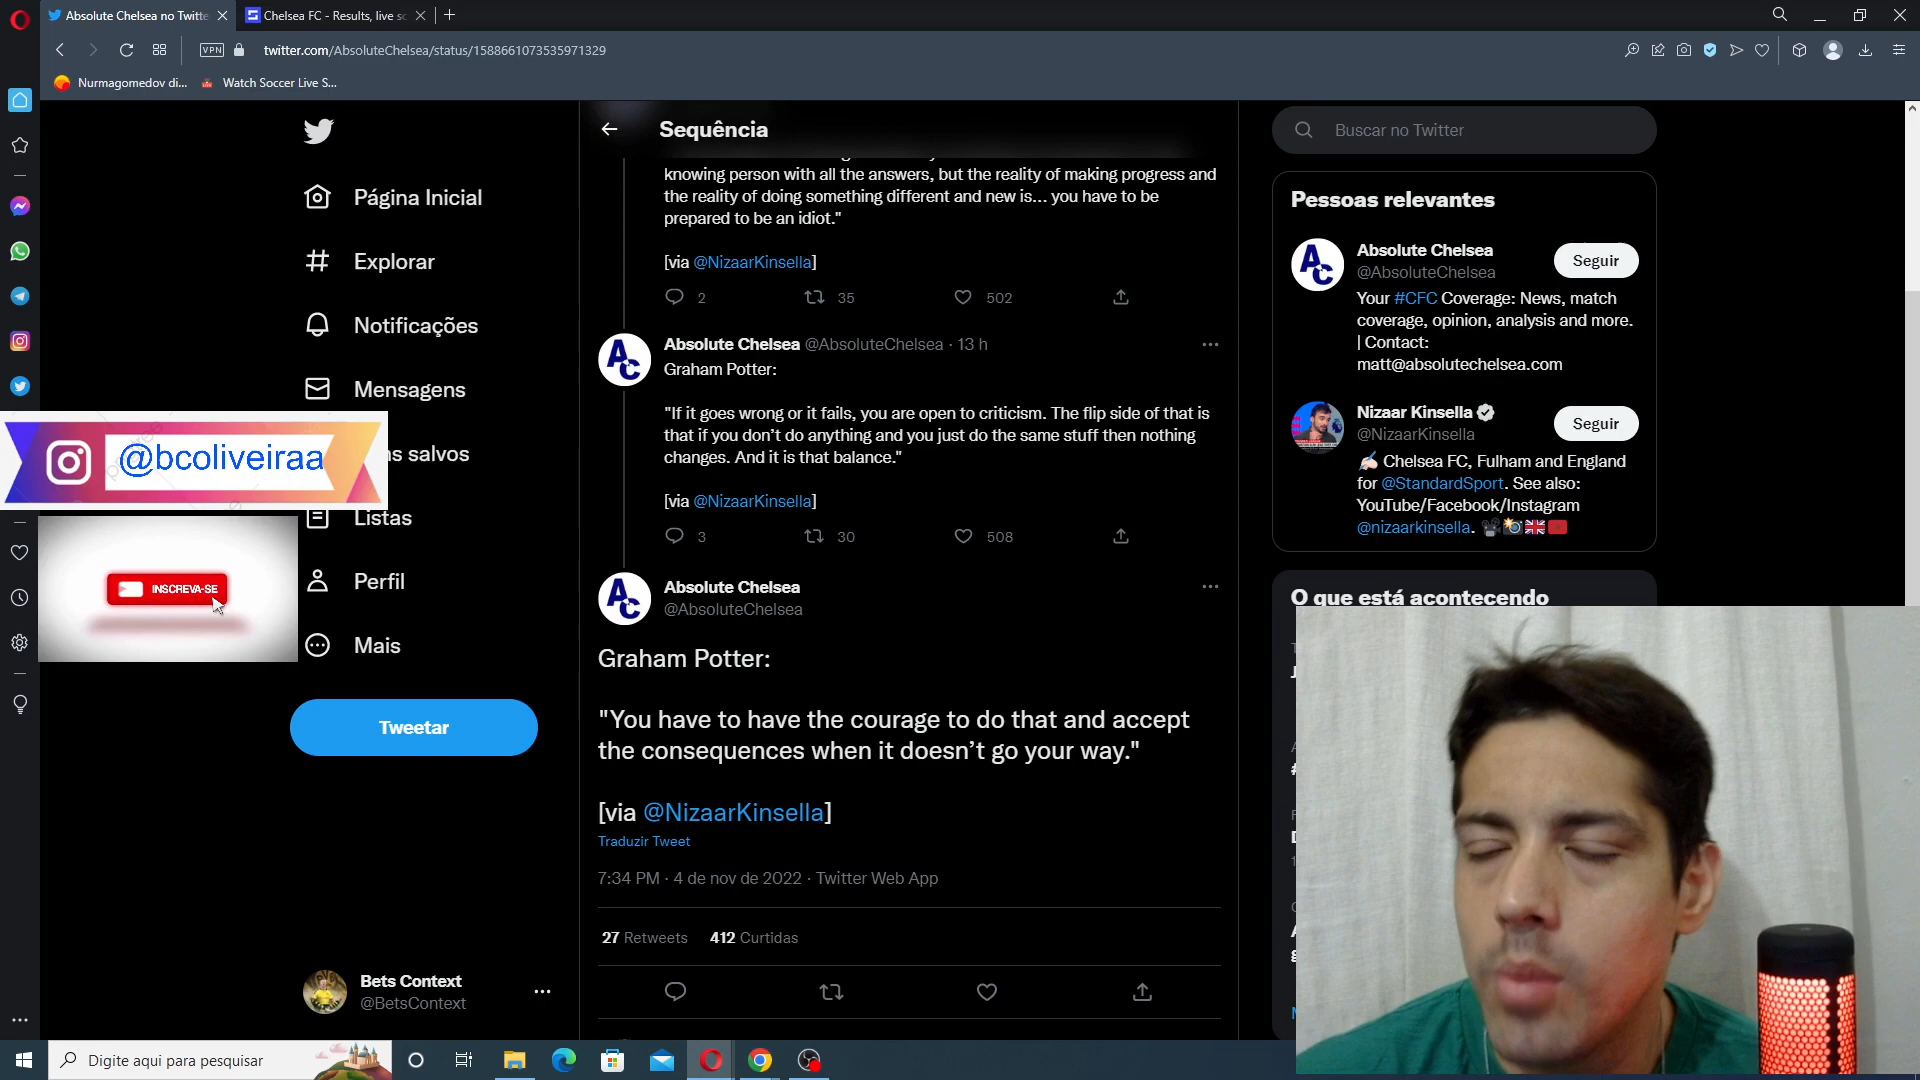 Absolute Chelsea no Twitte
Chelsea FC - Results, live sc
VPN
twitter.com/AbsoluteChelsea/status/1588661073535971329
Nurmagomedov di...
Watch Soccer Live S...
Sequência
Buscar no Twitter
knowing person with all the answers, but the reality of making progress and
the reality of doing something different and new is... you have to be
prepared to be an idiot."
[via @NizaarKinsella]
2
35
502
Absolute Chelsea @AbsoluteChelsea · 13 h
Graham Potter:
"If it goes wrong or it fails, you are open to criticism. The flip side of that is
that if you don't do anything and you just do the same stuff then nothing
changes. And it is that balance."
[via @NizaarKinsella]
3
30
508
Absolute Chelsea
@AbsoluteChelsea
Graham Potter:
"You have to have the courage to do that and accept
the consequences when it doesn't go your way."
[via @NizaarKinsella]
Traduzir Tweet
7:34 PM · 4 de nov de 2022 · Twitter Web App
27 Retweets 412 Curtidas
Página Inicial
Explorar
Notificações
Mensagens
ns salvos
Listas
Perfil
Mais
Tweetar
@bcoliveiraa
INSCREVA-SE
Bets Context
@BetsContext
Pessoas relevantes
Absolute Chelsea
@AbsoluteChelsea
Seguir
Your #CFC Coverage: News, match
coverage, opinion, analysis and more.
| Contact:
matt@absolutechelsea.com
Nizaar Kinsella
@NizaarKinsella
Seguir
Chelsea FC, Fulham and England
for @StandardSport. See also:
YouTube/Facebook/Instagram
@nizaarkinsella.
O que está acontecendo
Digite aqui para pesquisar